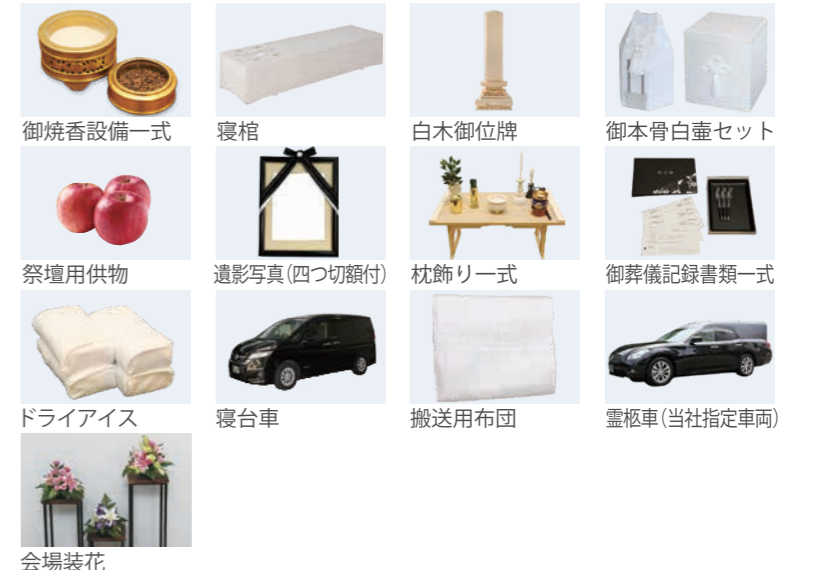 御焼香設備一式
寝棺
白木御位牌
御本骨白壷セット
祭壇用供物
遺影写真(四つ切額付)
枕飾り一式
御葬儀記録書類一式
ドライアイス
寝台車
搬送用布団
霊柩車(当社指定車両)
会場装花